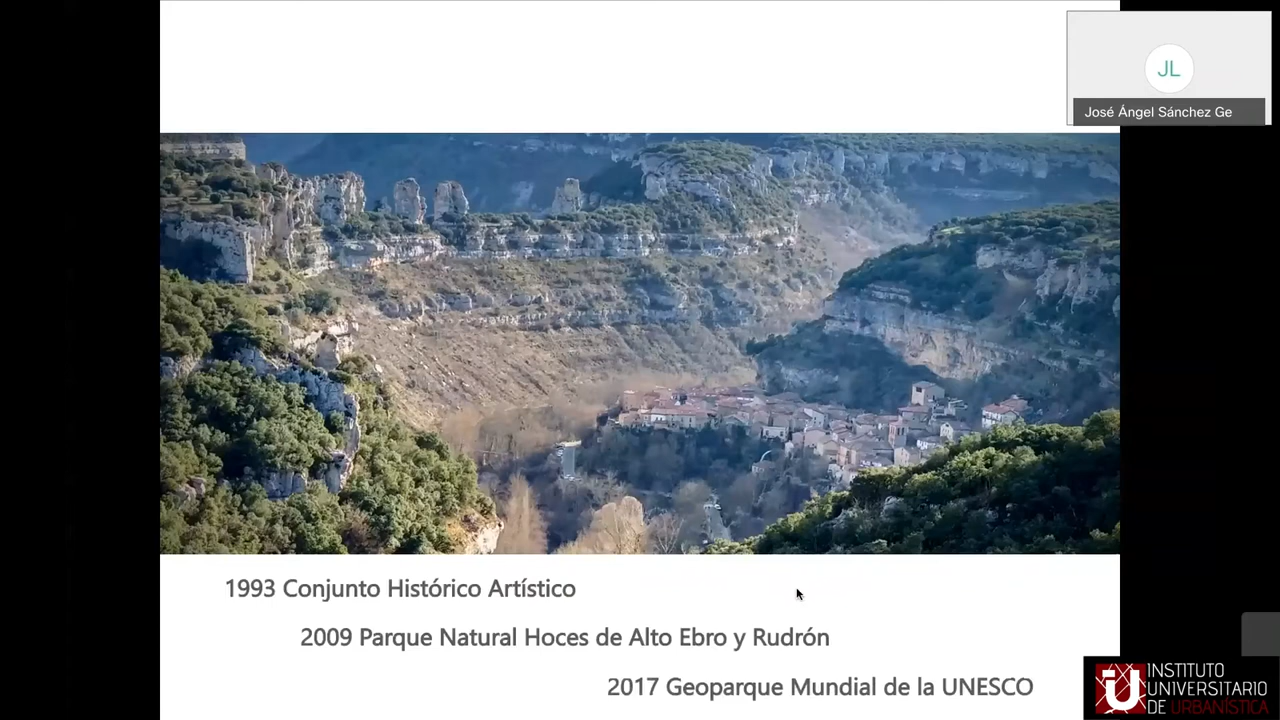 JL
José Ángel Sánchez Ge
1993 Conjunto Histórico Artístico
2009 Parque Natural Hoces de Alto Ebro y Rudrón
2017 Geoparque Mundial de la UNESCO
iU
INSTITUTO
UNIVERSITARIO
DE URBANÍSTICA